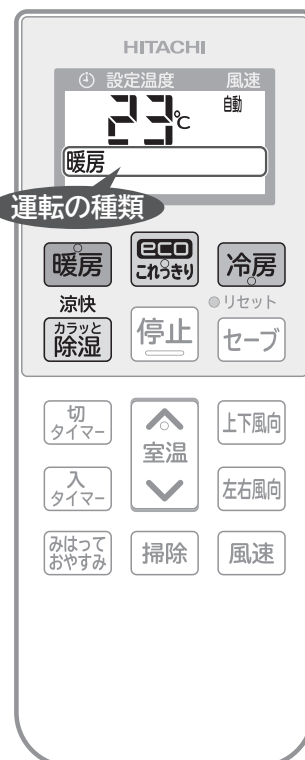 HITACHI
設定温度 風速
23℃ 自動
暖房
運転の種類
暖房 eco これっきり 冷房
涼快 リセット
カラッと 除湿 停止 セーブ
切 タイマー 室温 上下風向
入 タイマー 左右風向
みはって おやすみ 掃除 風速